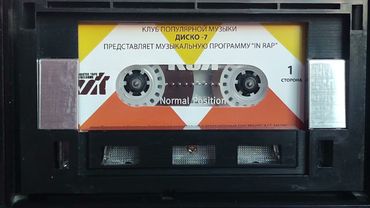 КЛУБ ПОПУЛЯРНОЙ МУЗЫКИ
ДИСКО -7
ПРЕДСТАВЛЯЕТ МУЗЫКАЛЬНУЮ ПРОГРАММУ "IN RAP"
1
СТОРОНА
Normal Position